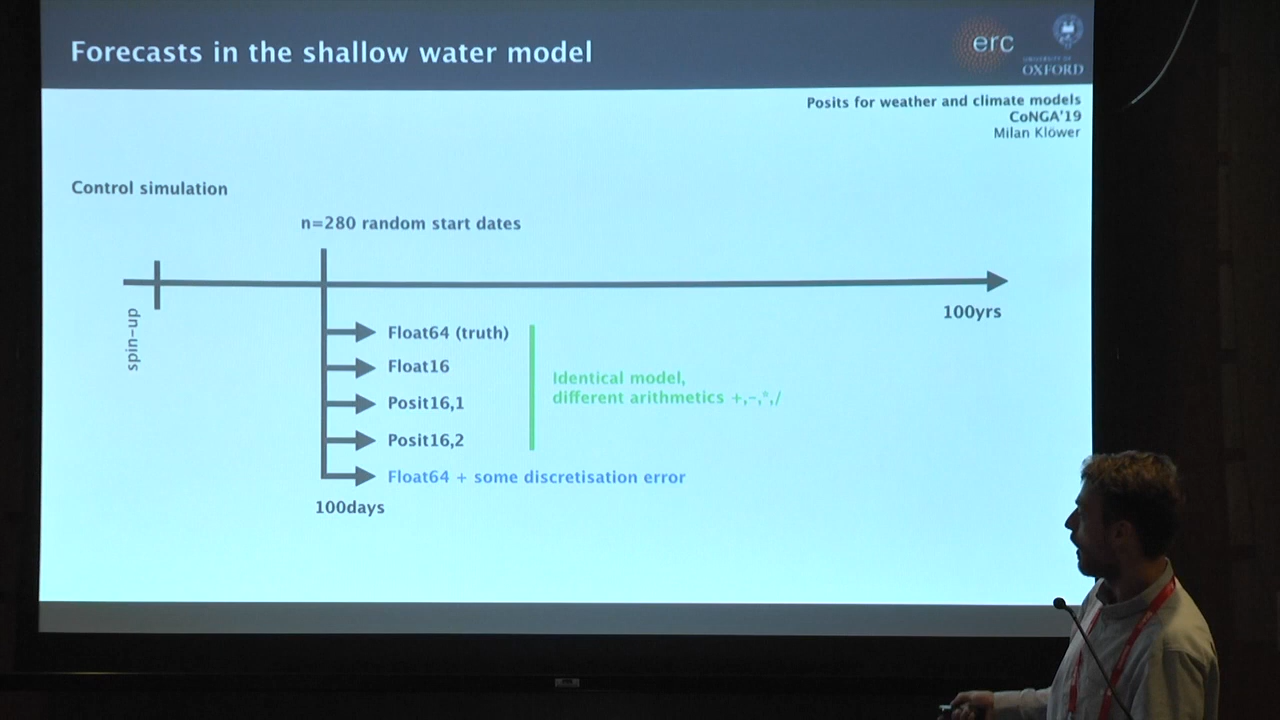 Forecasts in the shallow water model
erc
UNIVERSITY OF
OXFORD
Posits for weather and climate models
CoNGA'19
Milan Klöwer
Control simulation
n=280 random start dates
spin-up
100yrs
Float64 (truth)
Float16
Identical model,
different arithmetics +,-,*,/
Posit16,1
Posit16,2
Float64 + some discretisation error
100days